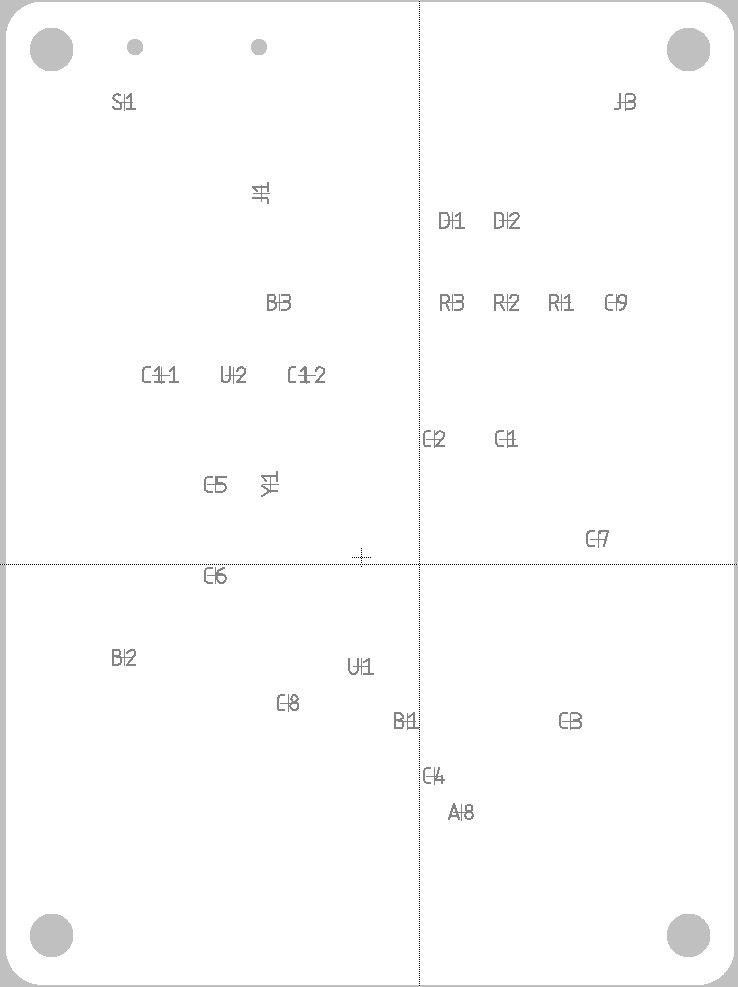 S1 J3
J1
D1 D2
B3 R3 R2 R1 C9
C11 U2 C12
C2 C1
C5 Y1
C7
C6
B2
U1
C8
B1 C3
C4
A8